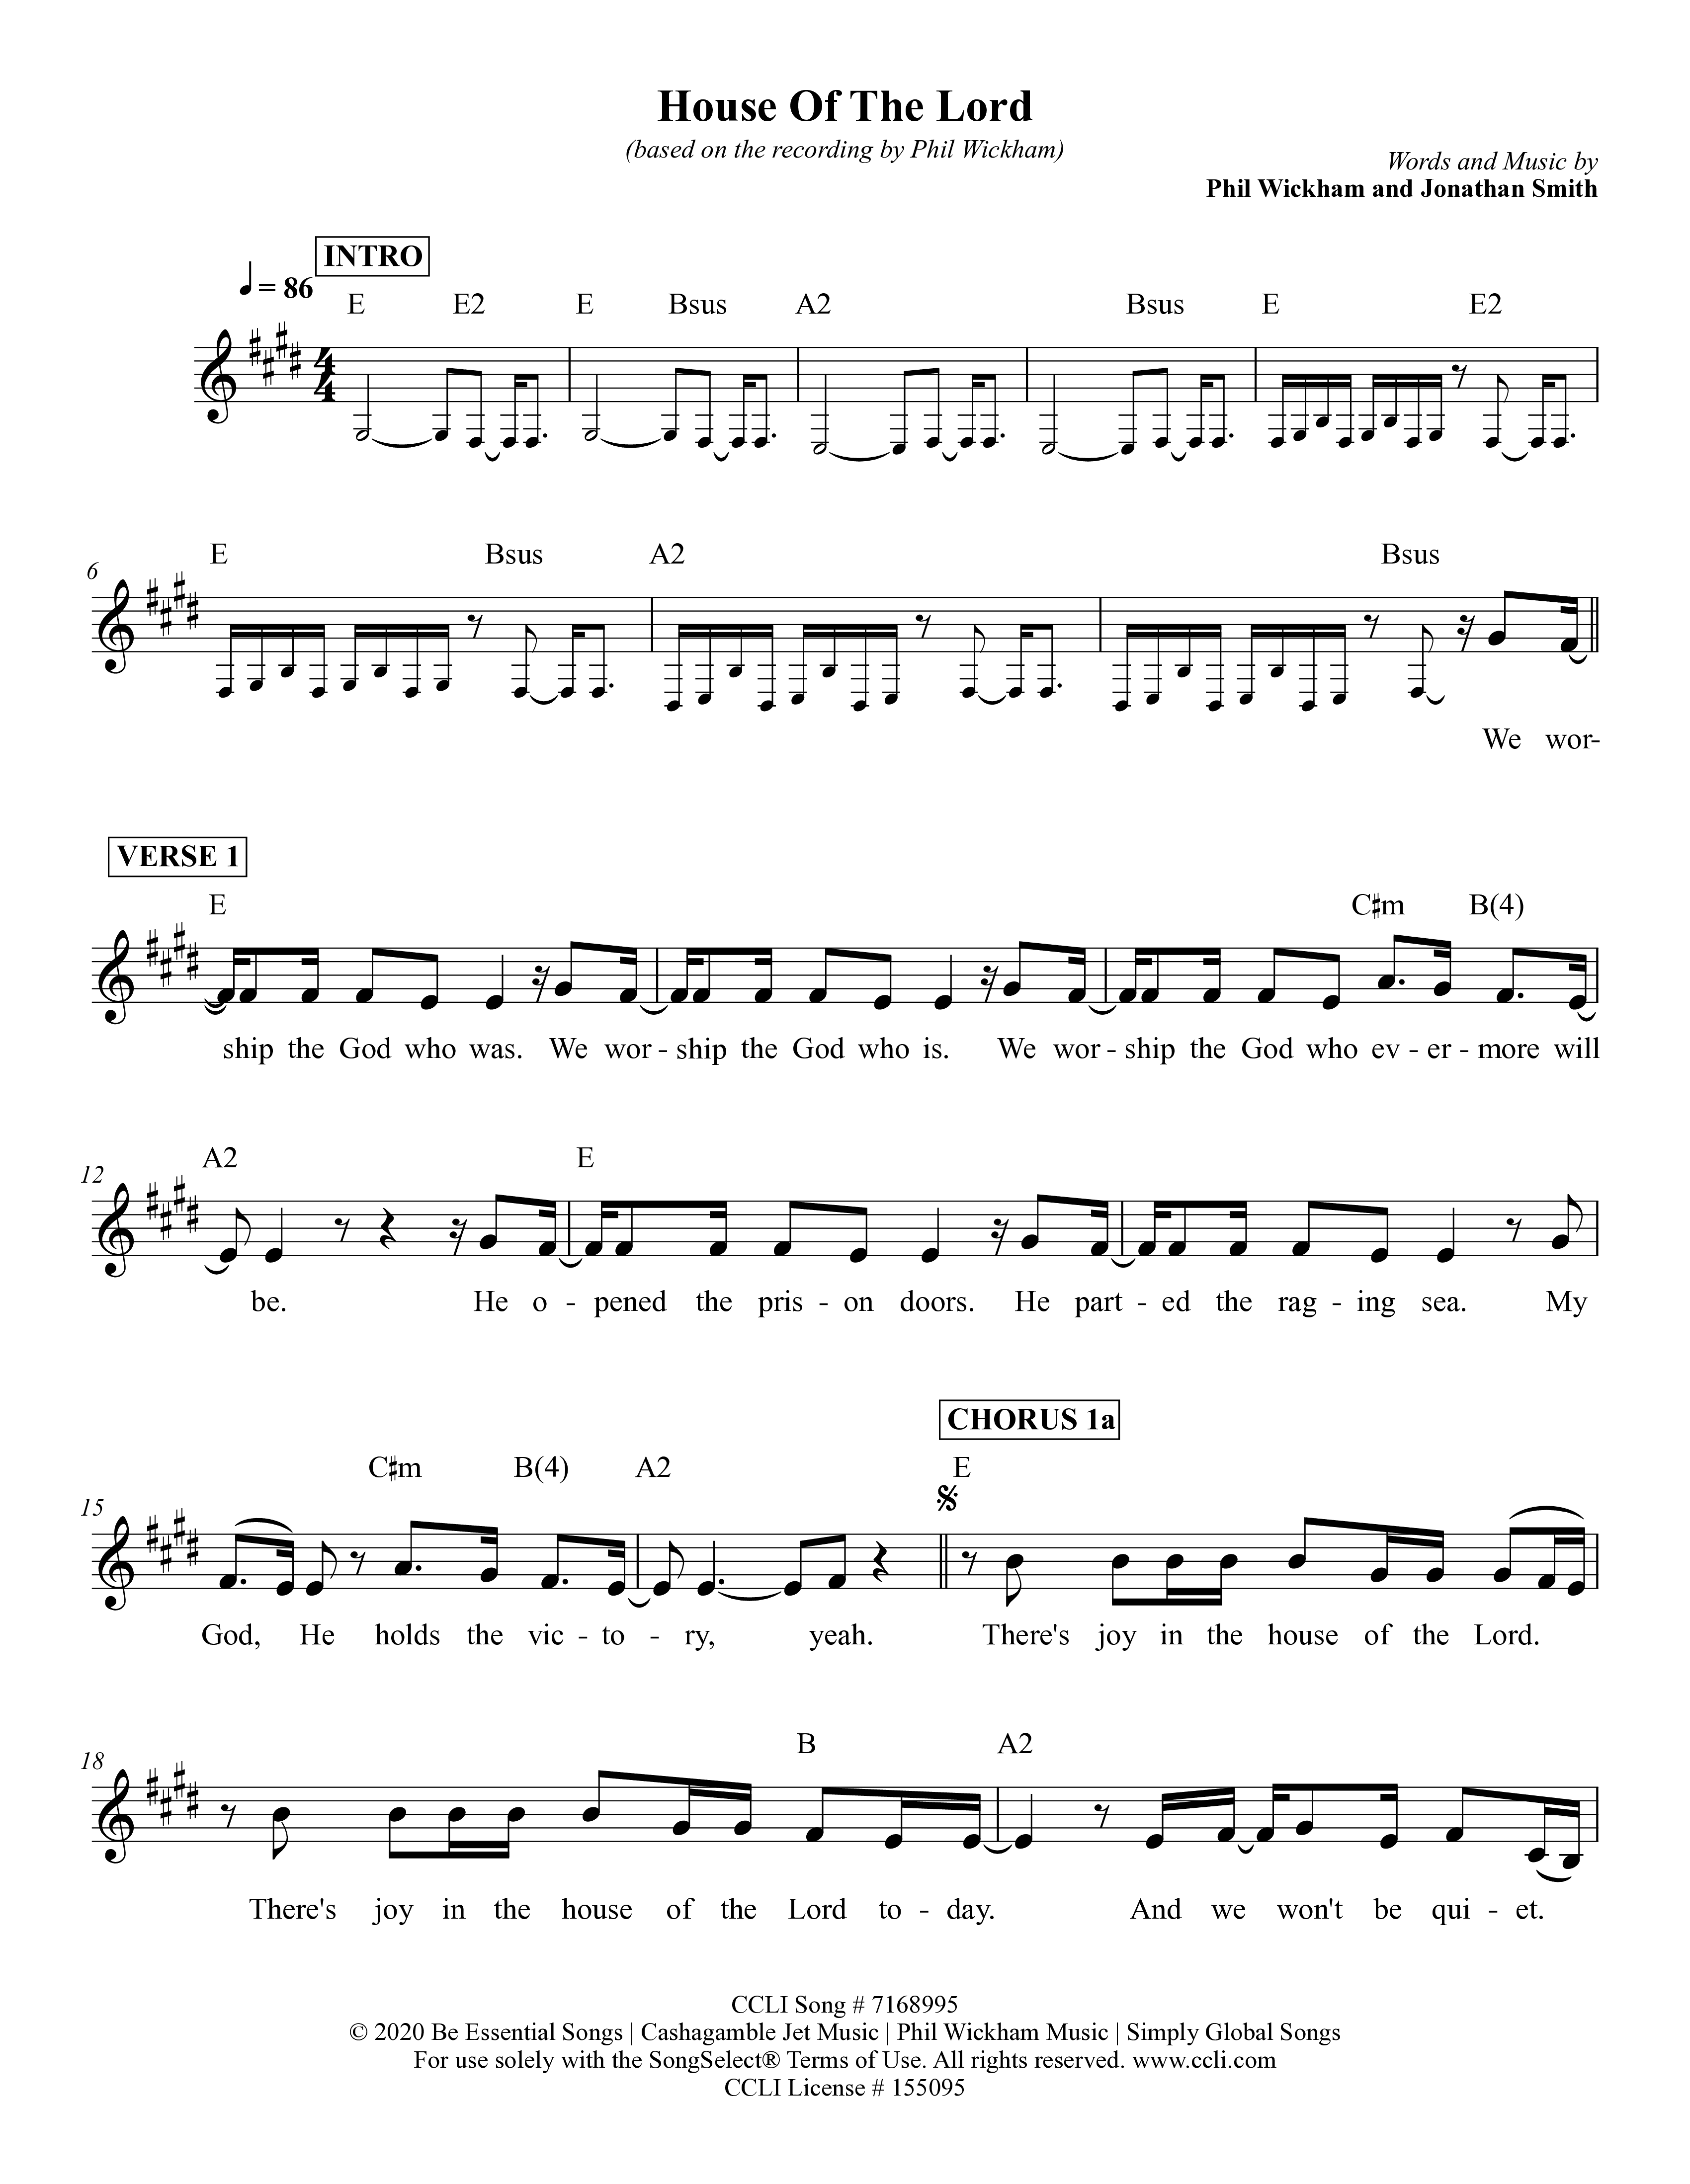 House Of The Lord
(based on the recording by Phil Wickham)
Words and Music by
Phil Wickham and Jonathan Smith
INTRO
♩ = 86
E E2 E Bsus A2 Bsus E E2
4
4
6
E Bsus A2 Bsus
We wor-
VERSE 1
E C♯m B(4)
ship the God who was. We wor - ship the God who is. We wor - ship the God who ev - er - more will
A2 E
12
be. He o - pened the pris - on doors. He part - ed the rag - ing sea. My
CHORUS 1a
C♯m B(4) A2 E
15
God, He holds the vic - to - ry, yeah. There's joy in the house of the Lord.
B A2
18
There's joy in the house of the Lord to - day. And we won't be qui - et.
CCLI Song # 7168995
© 2020 Be Essential Songs | Cashagamble Jet Music | Phil Wickham Music | Simply Global Songs
For use solely with the SongSelect® Terms of Use. All rights reserved. www.ccli.com
CCLI License # 155095